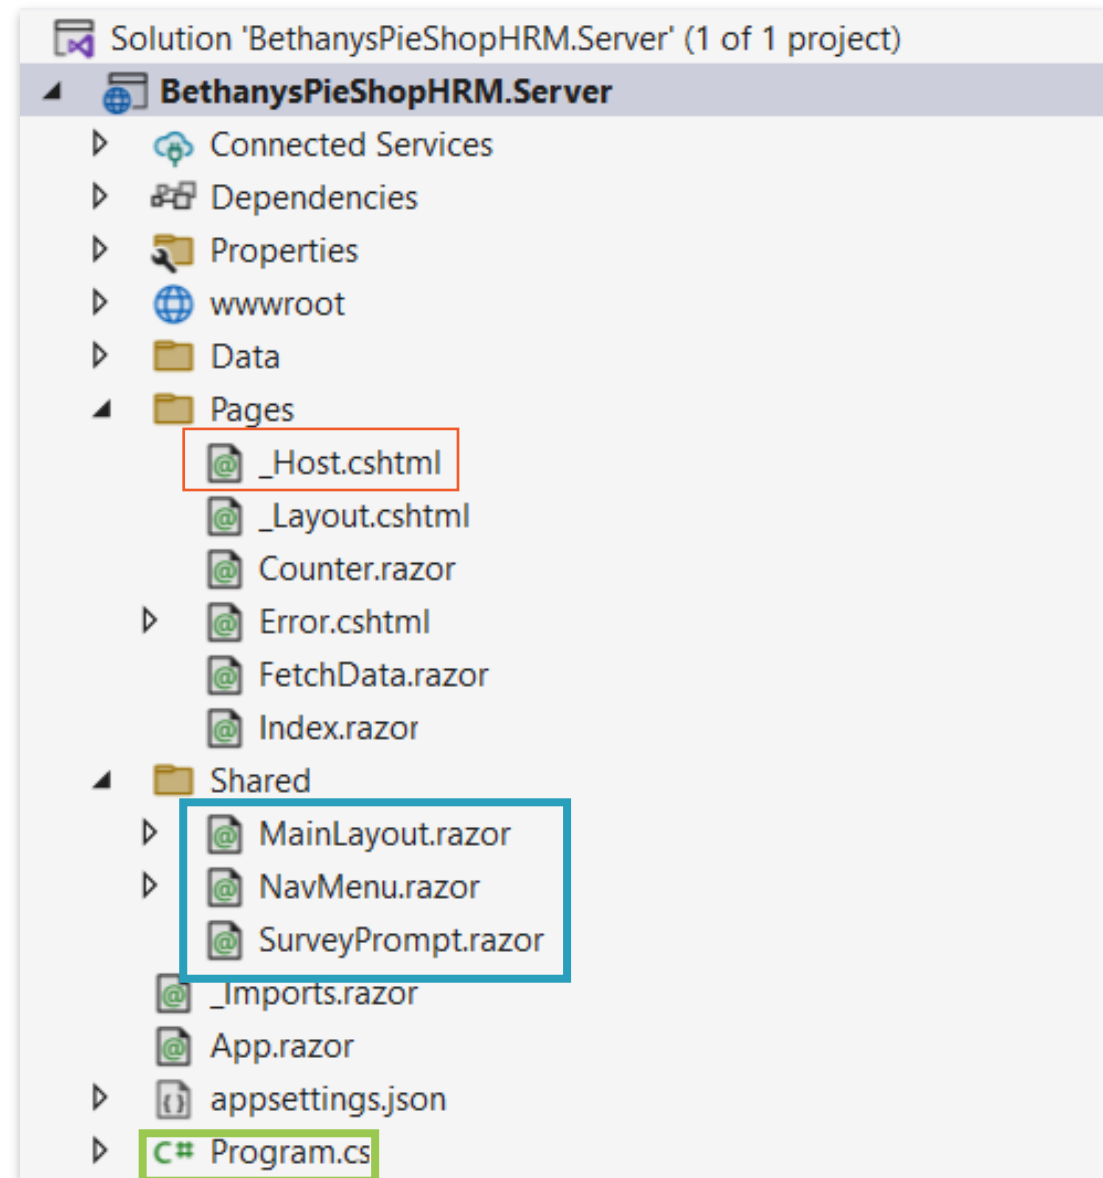 Solution 'BethanysPieShopHRM.Server' (1 of 1 project)
BethanysPieShopHRM.Server
Connected Services
Dependencies
Properties
wwwroot
Data
Pages
_Host.cshtml
_Layout.cshtml
Counter.razor
Error.cshtml
FetchData.razor
Index.razor
Shared
MainLayout.razor
NavMenu.razor
SurveyPrompt.razor
_Imports.razor
App.razor
appsettings.json
C# Program.cs